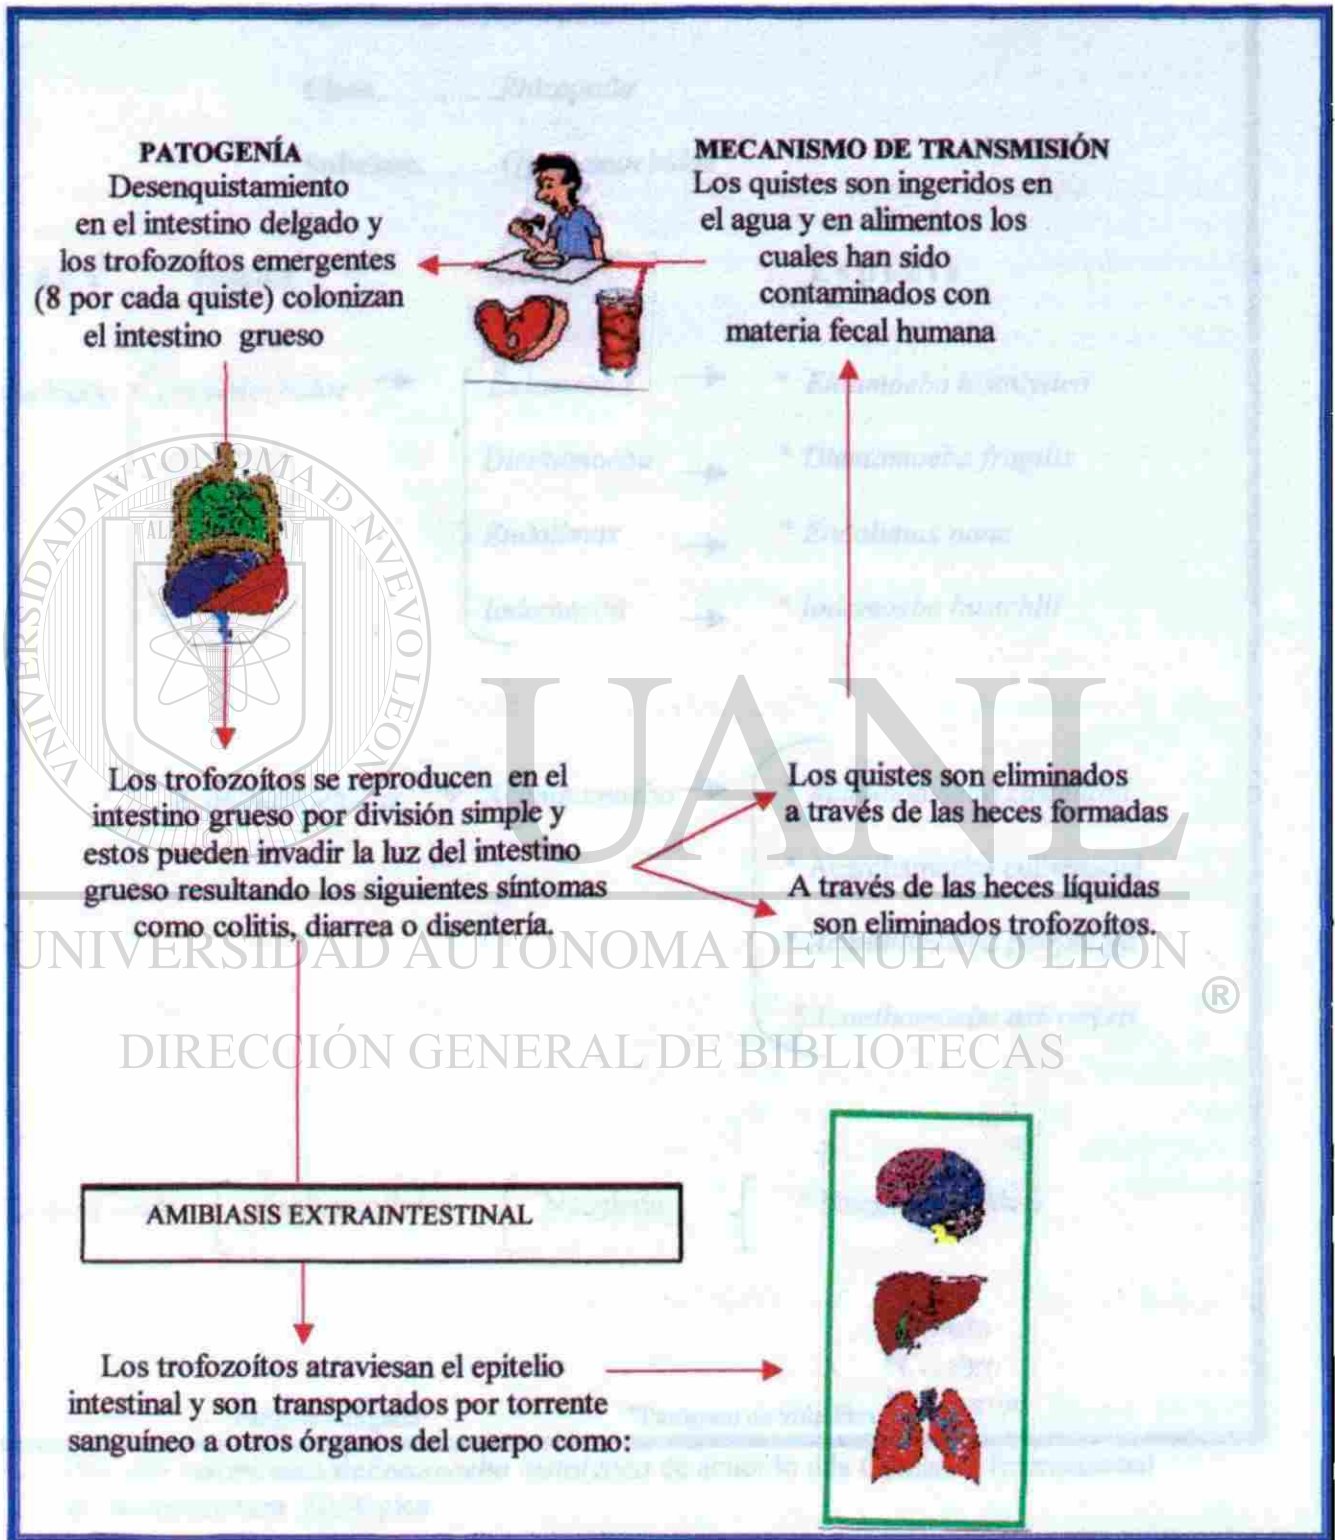 PATOGENÍA
Desenquistamiento
en el intestino delgado y
los trofozoítos emergentes
(8 por cada quiste) colonizan
el intestino grueso
MECANISMO DE TRANSMISIÓN
Los quistes son ingeridos en
el agua y en alimentos los
cuales han sido
contaminados con
materia fecal humana
Los trofozoítos se reproducen en el
intestino grueso por división simple y
estos pueden invadir la luz del intestino
grueso resultando los siguientes síntomas
como colitis, diarrea o disentería.
Los quistes son eliminados
a través de las heces formadas
A través de las heces líquidas
son eliminados trofozoítos.
UNIVERSIDAD AUTONOMA DE NUEVO LEON
UANL
UNIVERSIDAD AUTÓNOMA DE NUEVO LEÓN
®
DIRECCIÓN GENERAL DE BIBLIOTECAS
AMIBIASIS EXTRAINTESTINAL
Los trofozoítos atraviesan el epitelio
intestinal y son transportados por torrente
sanguíneo a otros órganos del cuerpo como: